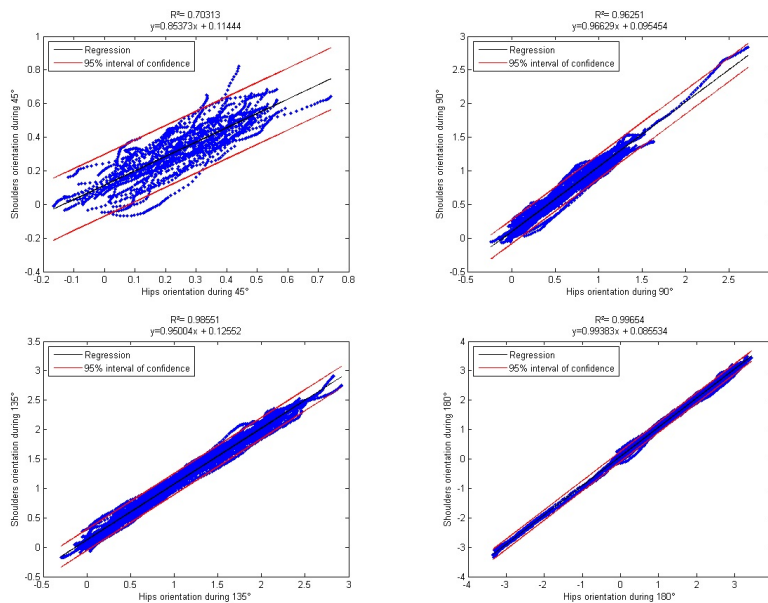 R²= 0.70313
y=0.85373x + 0.11444
Regression
95% interval of confidence
Shoulders orientation during 45°
1
0.8
0.6
0.4
0.2
0
-0.2
-0.4
-0.2
-0.1
0
0.1
0.2
0.3
0.4
0.5
0.6
0.7
0.8
Hips orientation during 45°
R²= 0.96251
y=0.96629x + 0.095454
Regression
95% interval of confidence
Shoulders orientation during 90°
3
2.5
2
1.5
1
0.5
0
-0.5
-0.5
0
0.5
1
1.5
2
2.5
3
Hips orientation during 90°
R²= 0.98551
y=0.95004x + 0.12552
Regression
95% interval of confidence
Shoulders orientation during 135°
3.5
3
2.5
2
1.5
1
0.5
0
-0.5
-0.5
0
0.5
1
1.5
2
2.5
3
Hips orientation during 135°
R²= 0.99654
y=0.99383x + 0.085534
Regression
95% interval of confidence
Shoulders orientation during 180°
4
3
2
1
0
-1
-2
-3
-4
-4
-3
-2
-1
0
1
2
3
4
Hips orientation during 180°